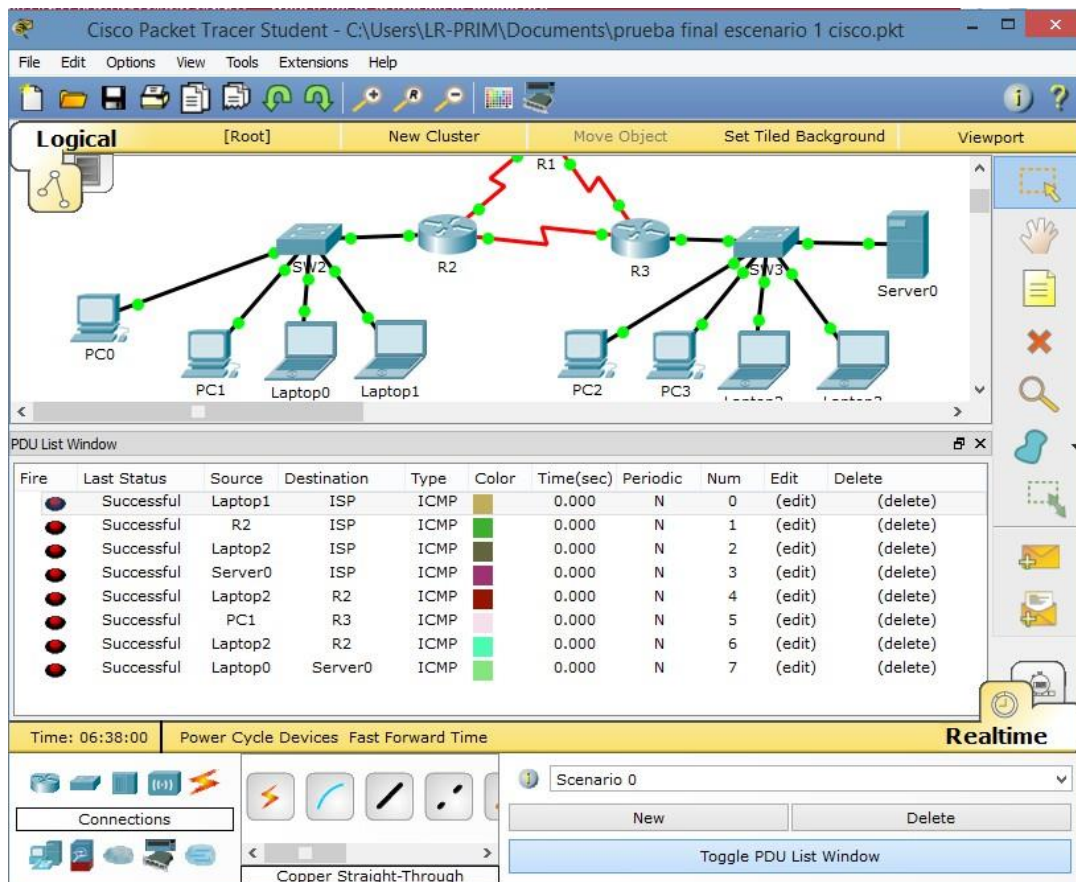 Cisco Packet Tracer Student - C:\Users\LR-PRIM\Documents\prueba final escenario 1 cisco.pkt
File Edit Options View Tools Extensions Help
Logical [Root] New Cluster Move Object Set Tiled Background Viewport
R1
SW2 R2 R3 SW3 Server0
PC0
PC1 Laptop0 Laptop1 PC2 PC3
PDU List Window
Fire Last Status Source Destination Type Color Time(sec) Periodic Num Edit Delete
Successful Laptop1 ISP ICMP 0.000 N 0 (edit) (delete)
Successful R2 ISP ICMP 0.000 N 1 (edit) (delete)
Successful Laptop2 ISP ICMP 0.000 N 2 (edit) (delete)
Successful Server0 ISP ICMP 0.000 N 3 (edit) (delete)
Successful Laptop2 R2 ICMP 0.000 N 4 (edit) (delete)
Successful PC1 R3 ICMP 0.000 N 5 (edit) (delete)
Successful Laptop2 R2 ICMP 0.000 N 6 (edit) (delete)
Successful Laptop0 Server0 ICMP 0.000 N 7 (edit) (delete)
Time: 06:38:00 Power Cycle Devices Fast Forward Time Realtime
Scenario 0
Connections New Delete
Toggle PDU List Window
Copper Straight-Through